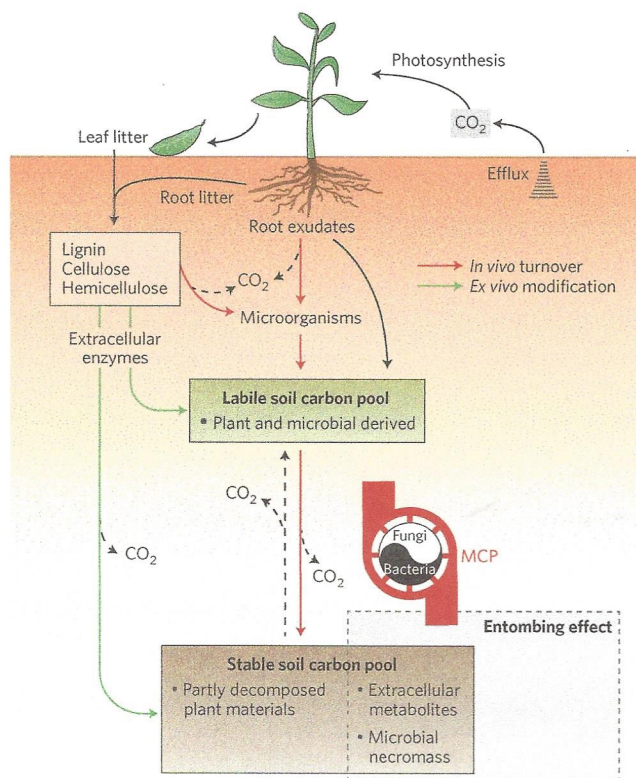 Photosynthesis
CO2
Leaf litter
Efflux
Root litter
Root exudates
Lignin
Cellulose
Hemicellulose
CO2
In vivo turnover
Ex vivo modification
Microorganisms
Extracellular
enzymes
Labile soil carbon pool
• Plant and microbial derived
CO2
CO2
CO2
Fungi
Bacteria
MCP
Entombing effect
Stable soil carbon pool
• Partly decomposed
plant materials
• Extracellular
metabolites
• Microbial
necromass